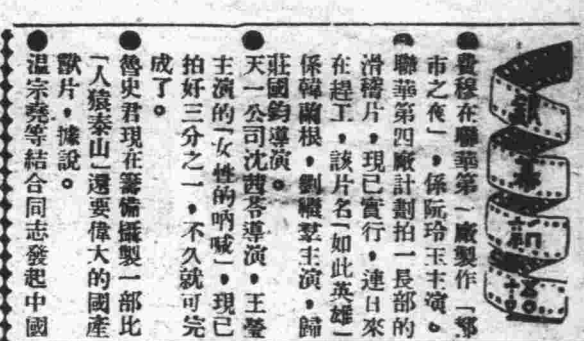 銀幕新訊
●費穆在聯華第一廠製作「鄉
市之夜」，係阮玲玉主演。
●聯華第四廠計劃拍一長部的
滑稽片，現已實行，連日來
在趕工，該片名「如此英雄」
係韓蘭根，劉繼羣主演，歸
莊國鈞導演。
●天一公司沈茜苓導演，王瑩
主演的「女性的吶喊」，現已
拍好三分之一，不久就可完
成了。
●魯史君現在籌備攝製一部比
「人猿泰山」還要偉大的國產
獸片，據說。
●温宗堯等結合同志發起中國